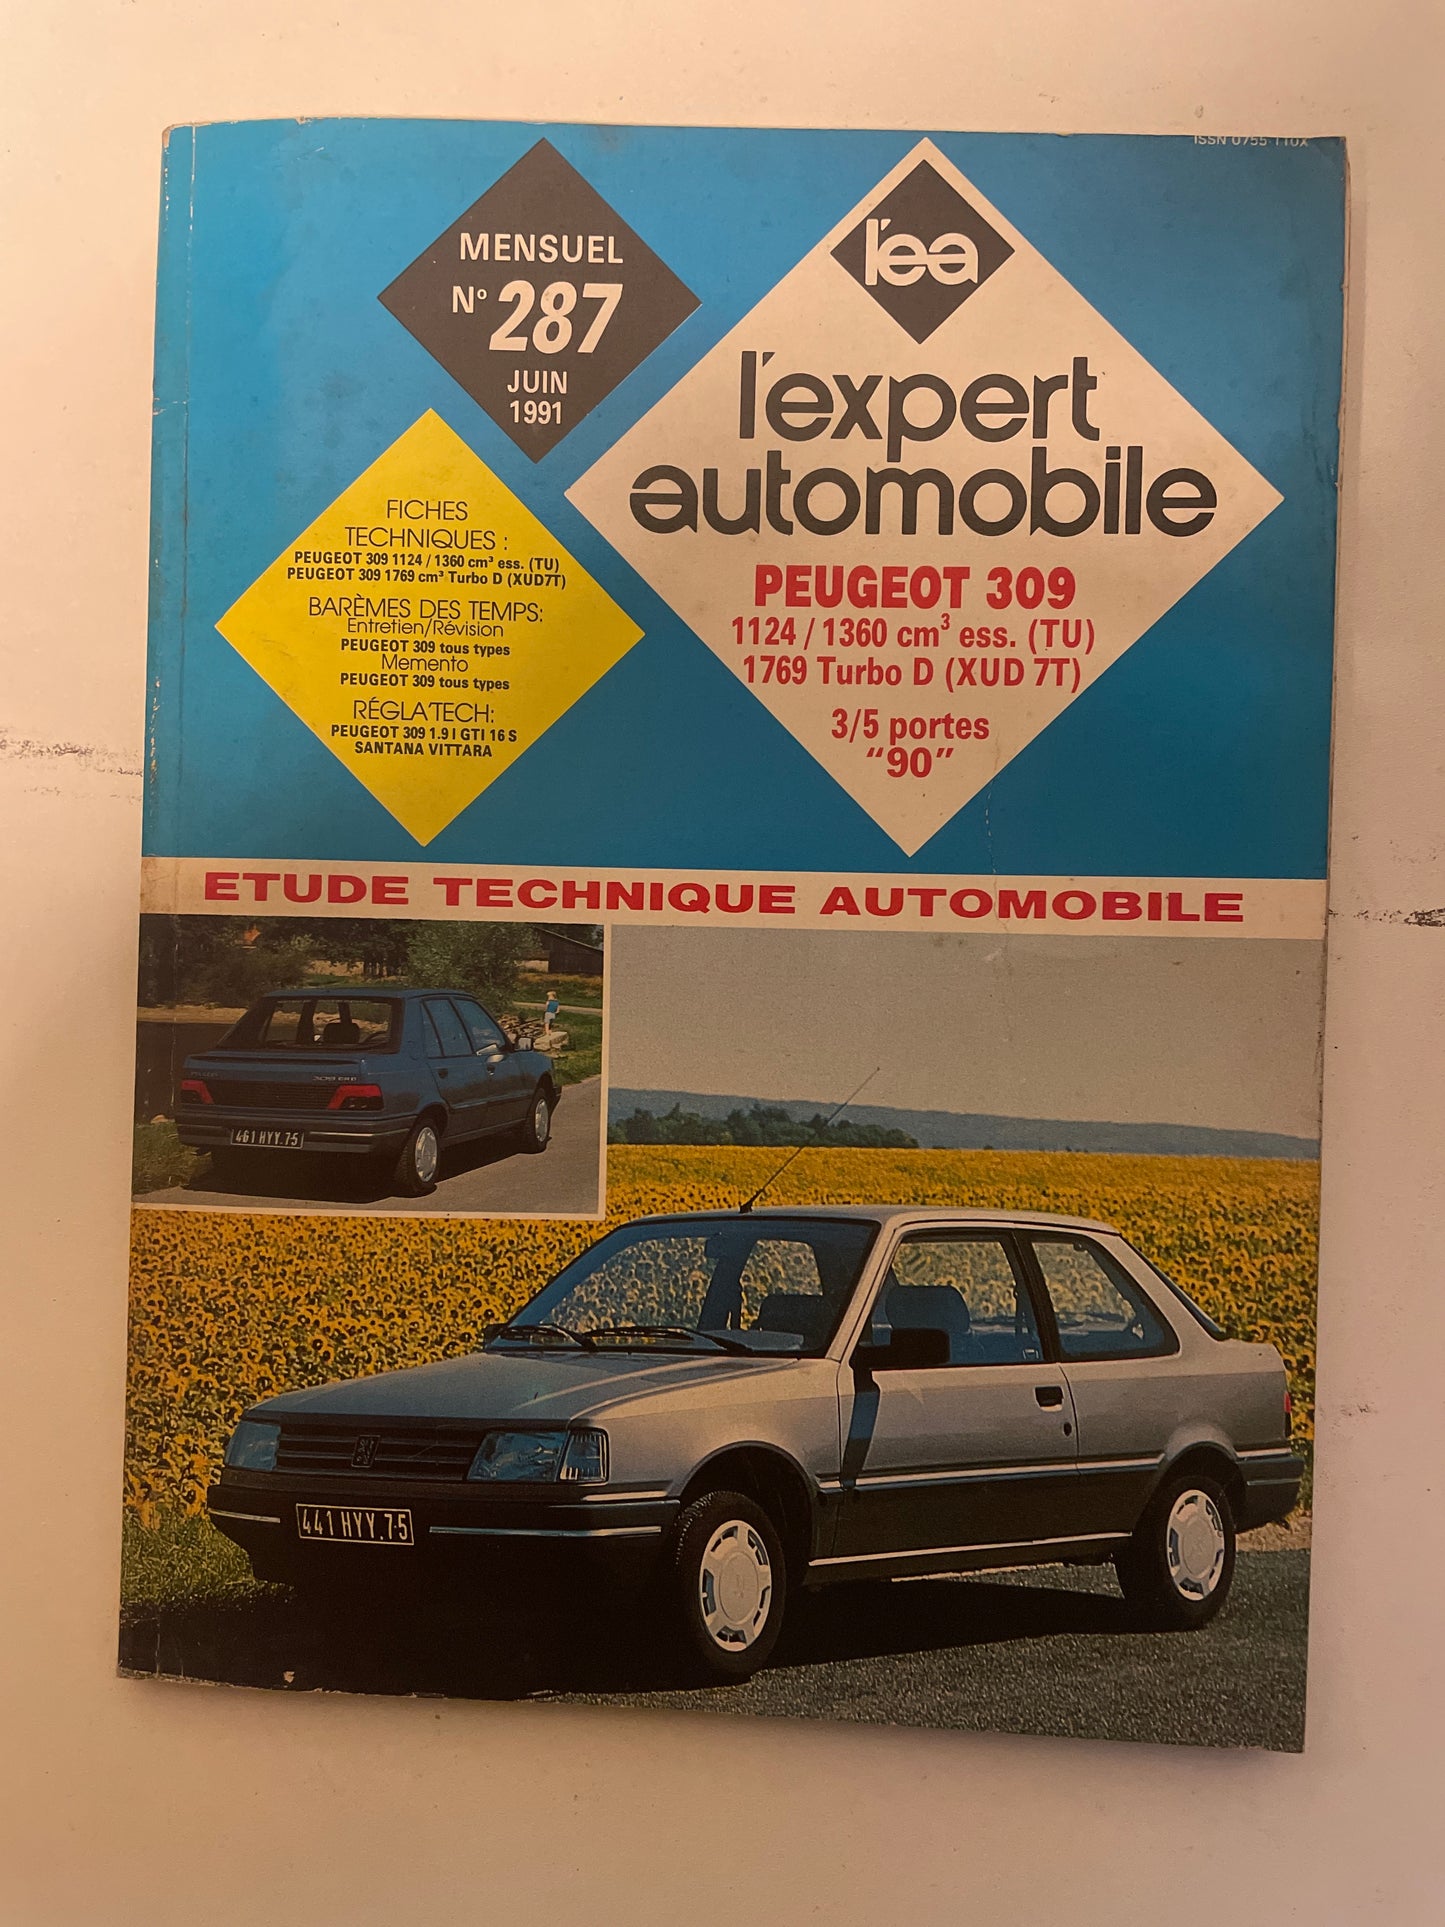 ISSN 0755 110X
MENSUEL
N° 287
JUIN
1991
l'ea
l'expert
automobile
PEUGEOT 309
1124 / 1360 cm³ ess. (TU)
1769 Turbo D (XUD 7T)
3/5 portes
“90”
FICHES
TECHNIQUES :
PEUGEOT 309 1124 / 1360 cm³ ess. (TU)
PEUGEOT 309 1769 cm³ Turbo D (XUD7T)
BARÈMES DES TEMPS:
Entretien/Révision
PEUGEOT 309 tous types
Memento
PEUGEOT 309 tous types
RÉGLA'TECH:
PEUGEOT 309 1.9 I GTI 16 S
SANTANA VITTARA
ETUDE TECHNIQUE AUTOMOBILE
PEUGEOT
309 GRD
461 HYY.75
441 HYY.75